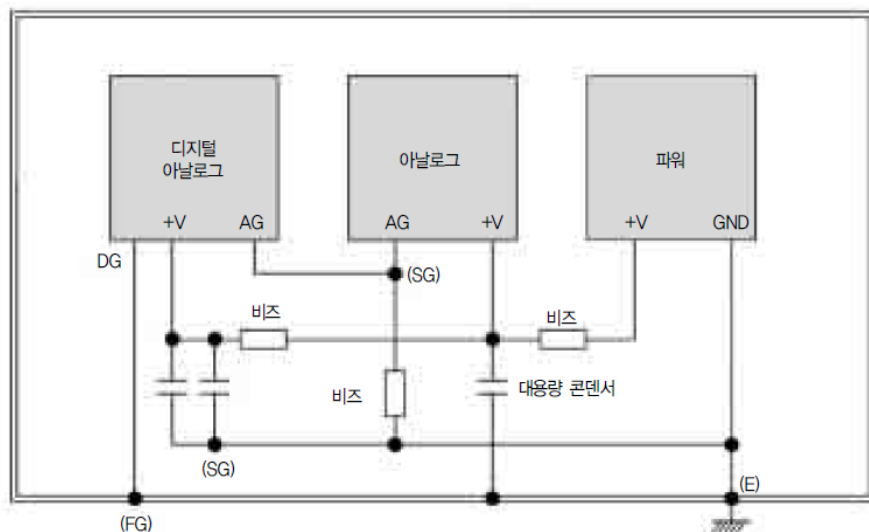 디지털
아날로그
+V
AG
DG
아날로그
AG
+V
(SG)
파워
+V
GND
비즈
비즈
비즈
대용량 콘덴서
(SG)
(FG)
(E)